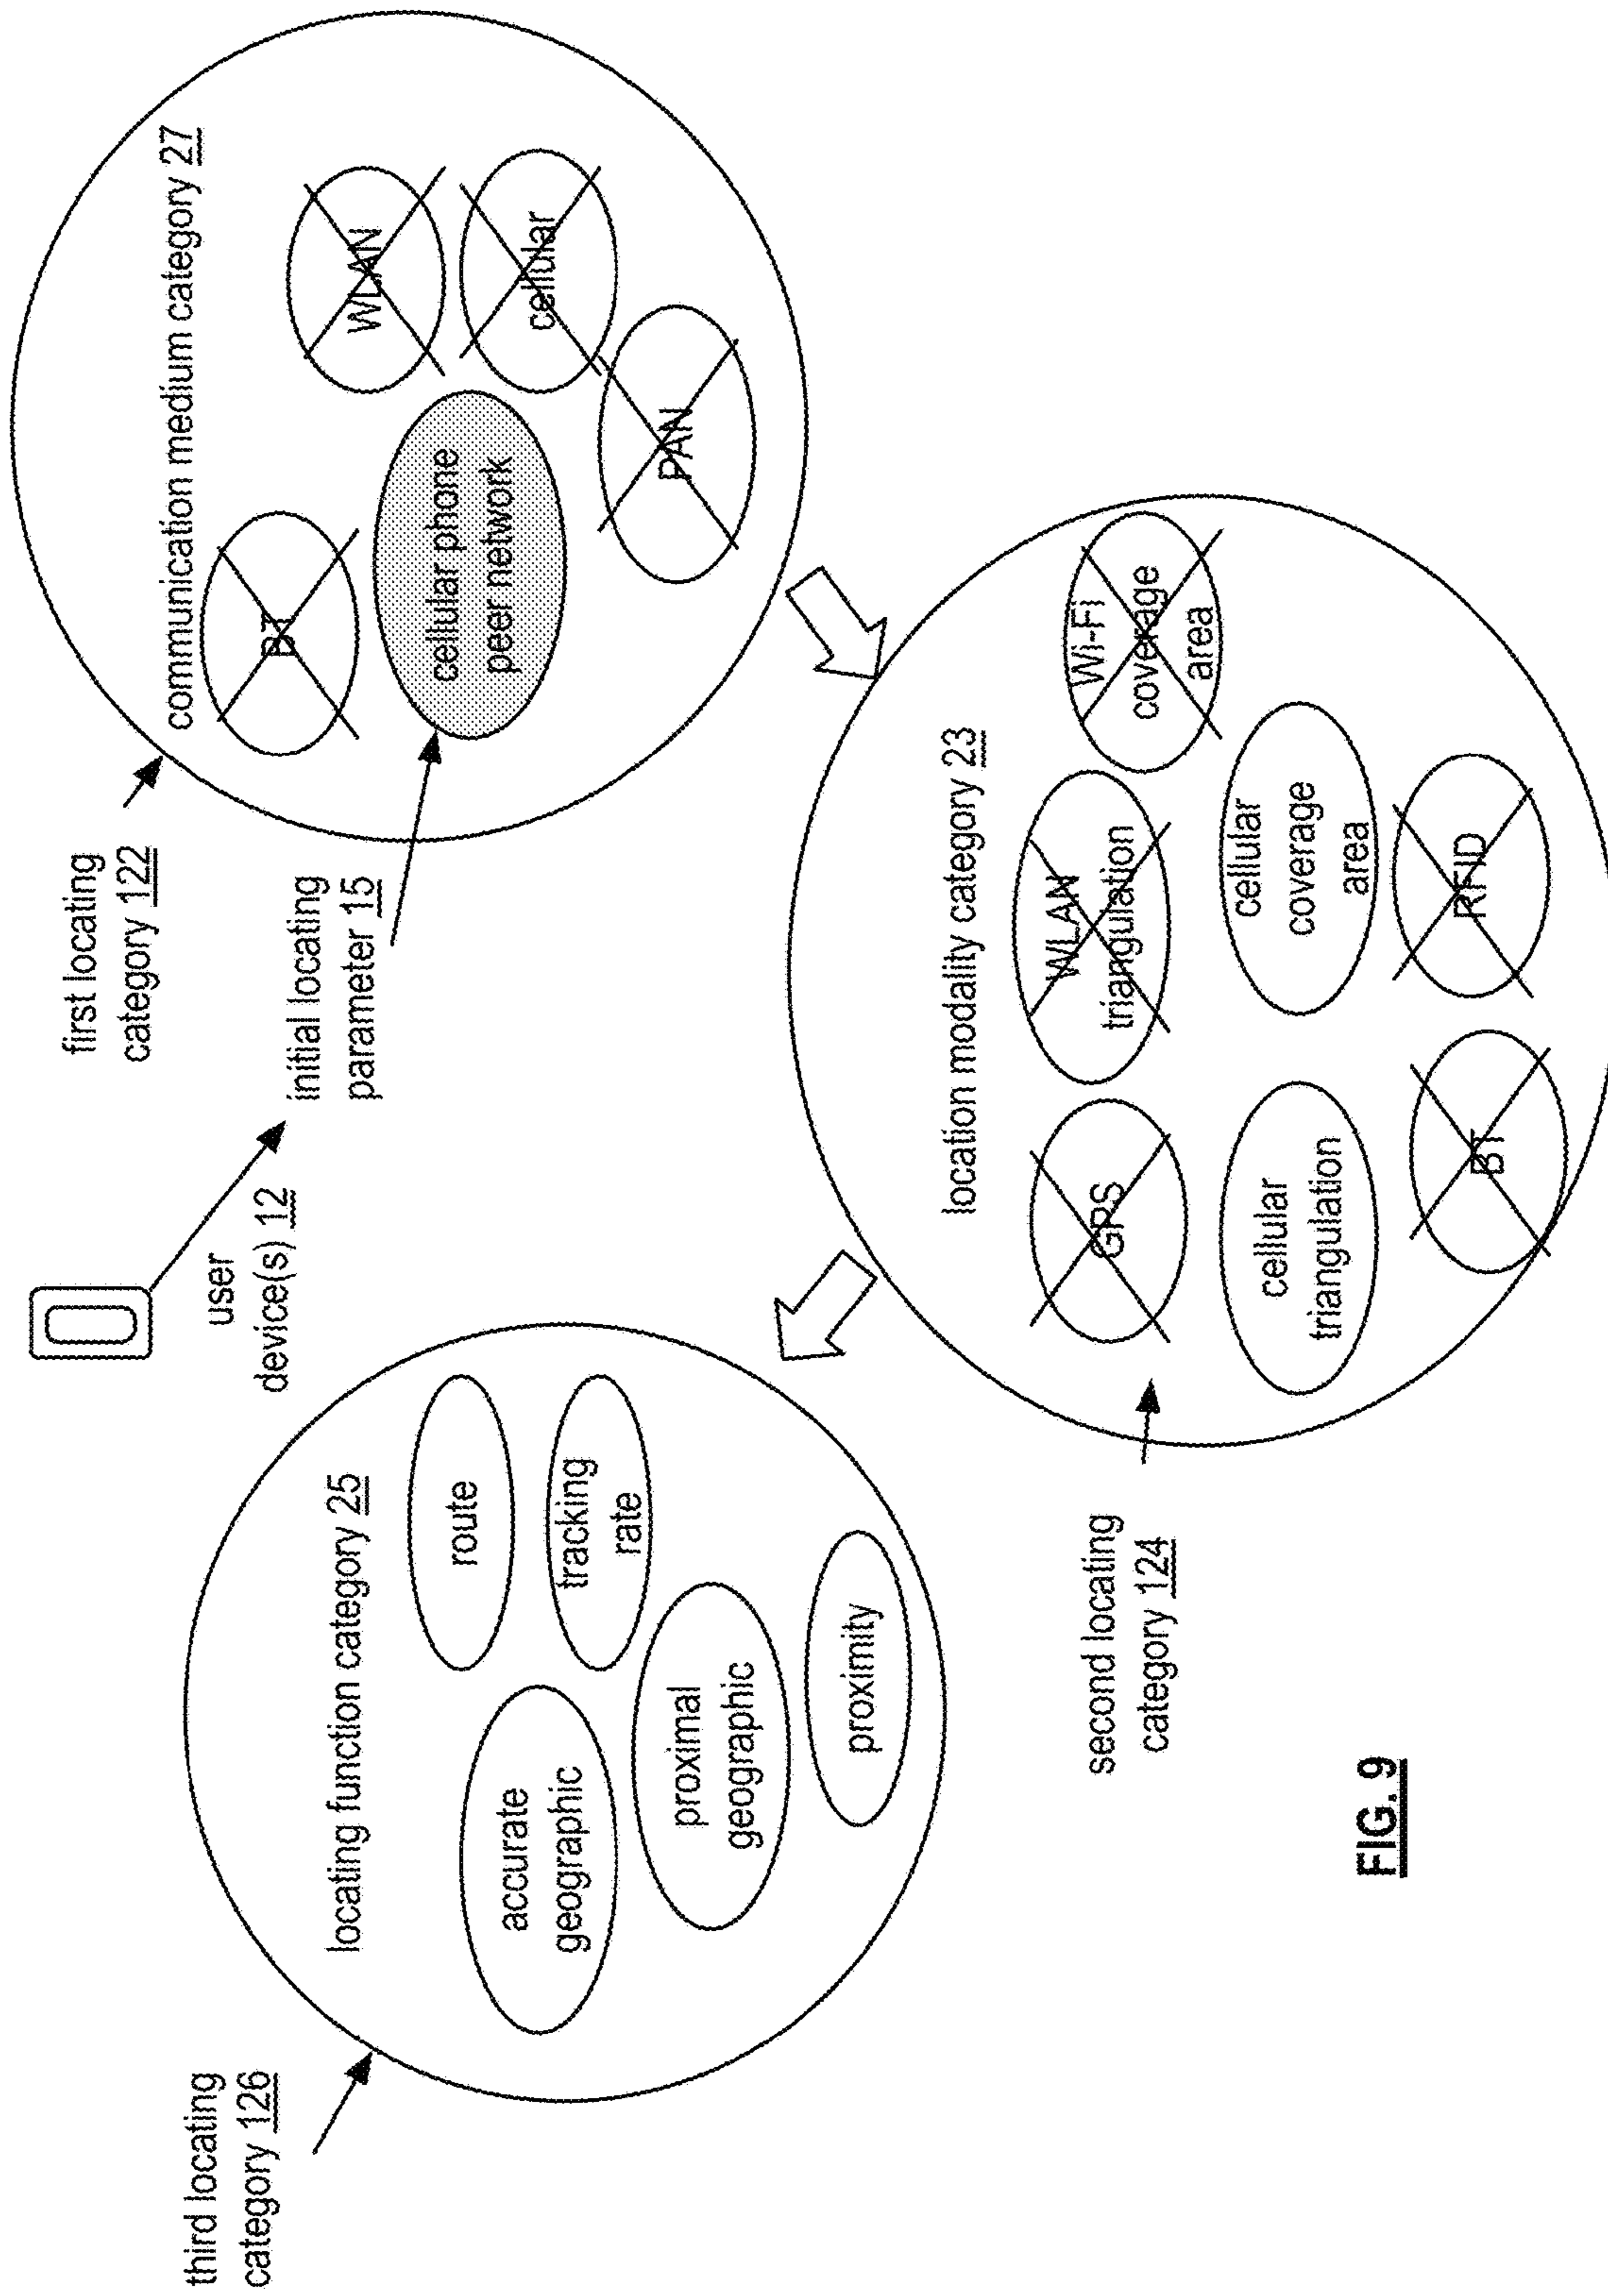 third locating
category 126
locating function category 25
accurate
geographic
route
tracking
rate
proximal
geographic
proximity
user
device(s) 12
first locating
category 122
initial locating
parameter 15
communication medium category 27
BT
WLAN
cellular phone
peer network
cellular
PAN
second locating
category 124
location modality category 23
GPS
WLAN
triangulation
Wi-Fi
coverage
area
cellular
triangulation
cellular
coverage
area
BT
RFID
FIG. 9